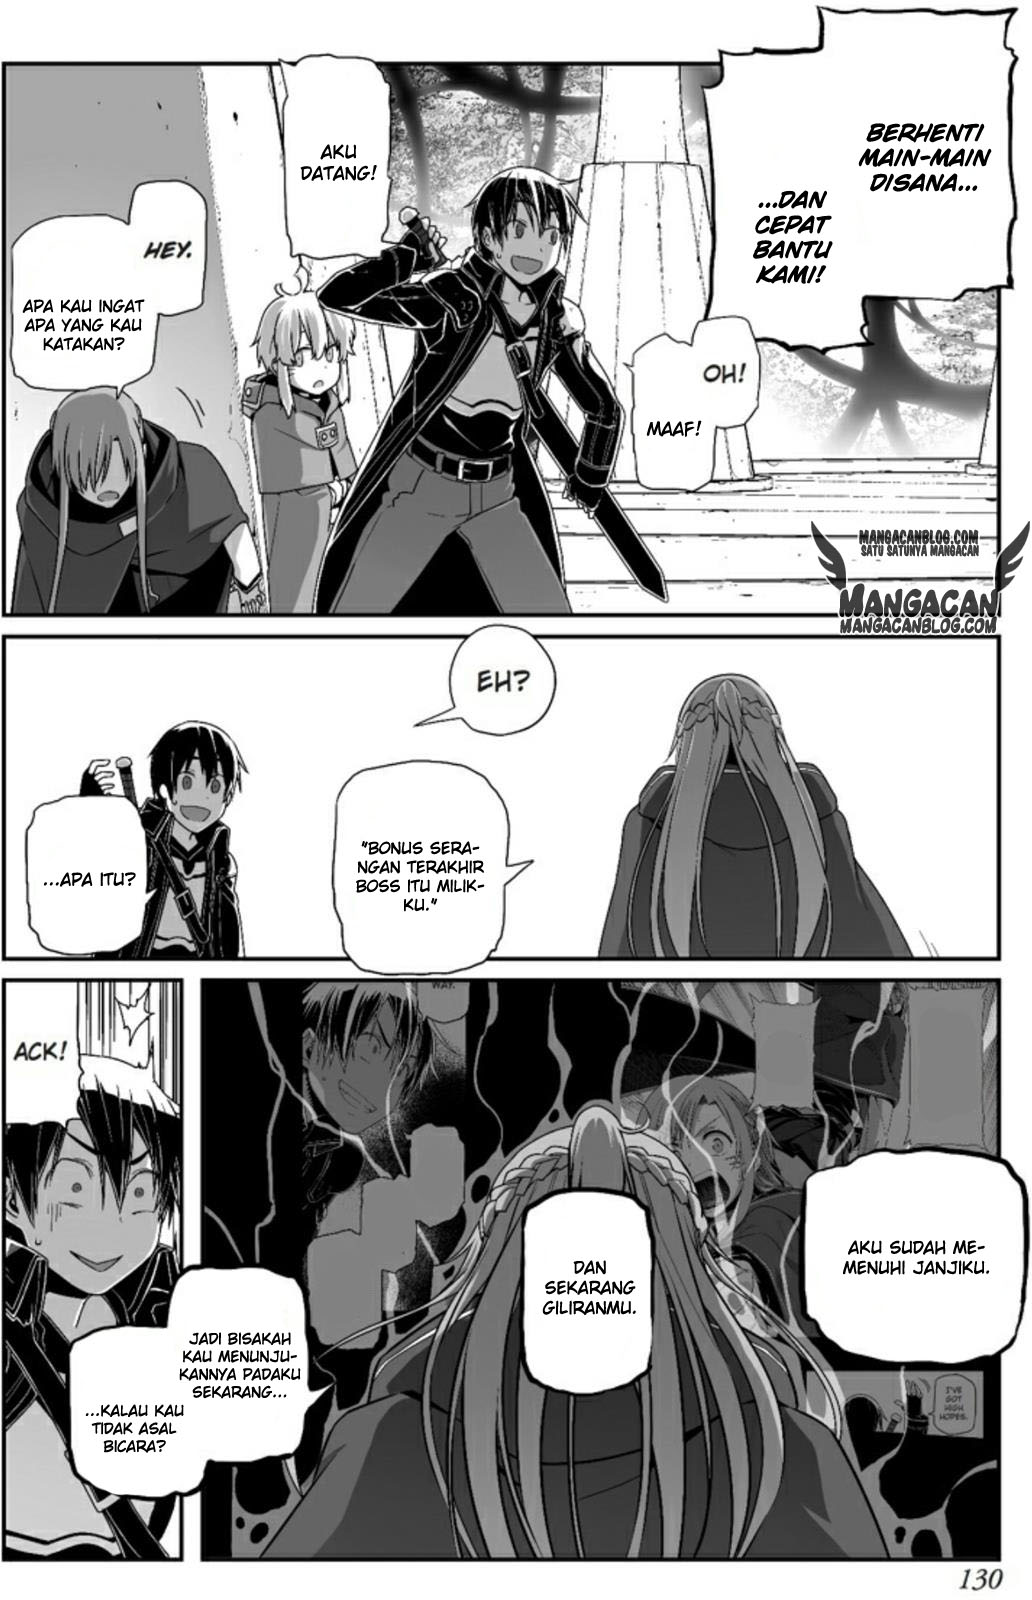 BERHENTI
MAIN-MAIN
DISANA...
...DAN
CEPAT
BANTU
KAMI!
OH!
MAAF!
AKU
DATANG!
HEY.
APA KAU INGAT
APA YANG KAU
KATAKAN?
MANGACANBLOG.COM
SATU SATUNYA MANGACAN
MANGACAN
MANGACANBLOG.COM
EH?
"BONUS SERA-
NGAN TERAKHIR
BOSS ITU MILIK-
KU."
...APA ITU?
WAY.
AKU SUDAH ME-
MENUHI JANJIKU.
DAN
SEKARANG
GILIRANMU.
I'VE
GOT
HIGH
HOPES.
JADI BISAKAH
KAU MENUNJU-
KANNYA PADAKU
SEKARANG...
...KALAU KAU
TIDAK ASAL
BICARA?
ACK!
130